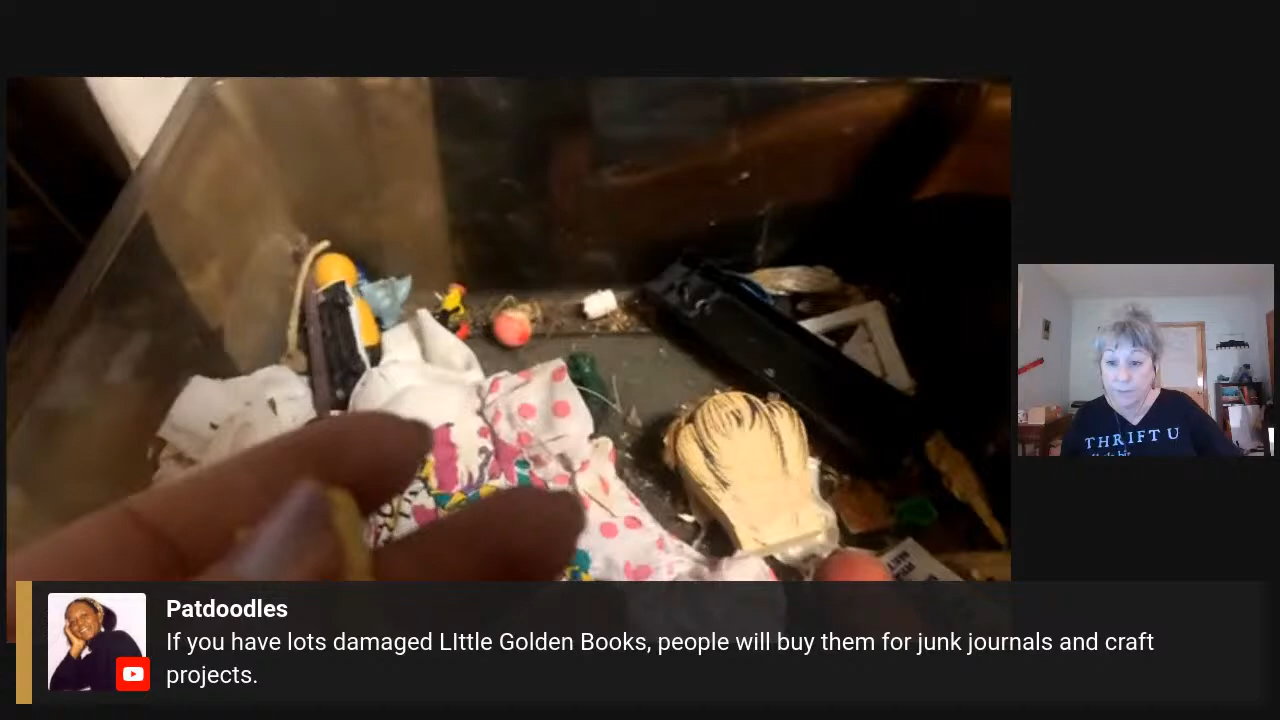 THRIFT U
Patdoodles
If you have lots damaged LIttle Golden Books, people will buy them for junk journals and craft
projects.